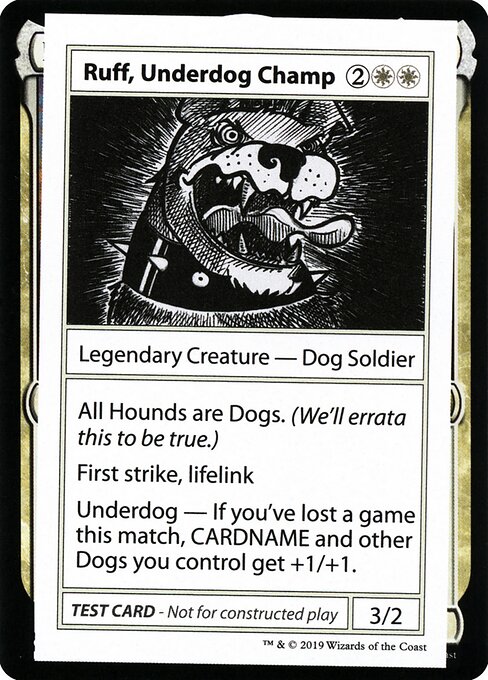 Ruff, Underdog Champ 2
Legendary Creature — Dog Soldier
All Hounds are Dogs. (We'll errata
this to be true.)
First strike, lifelink
Underdog — If you've lost a game
this match, CARDNAME and other
Dogs you control get +1/+1.
TEST CARD - Not for constructed play
3/2
™ & © 2019 Wizards of the Coast